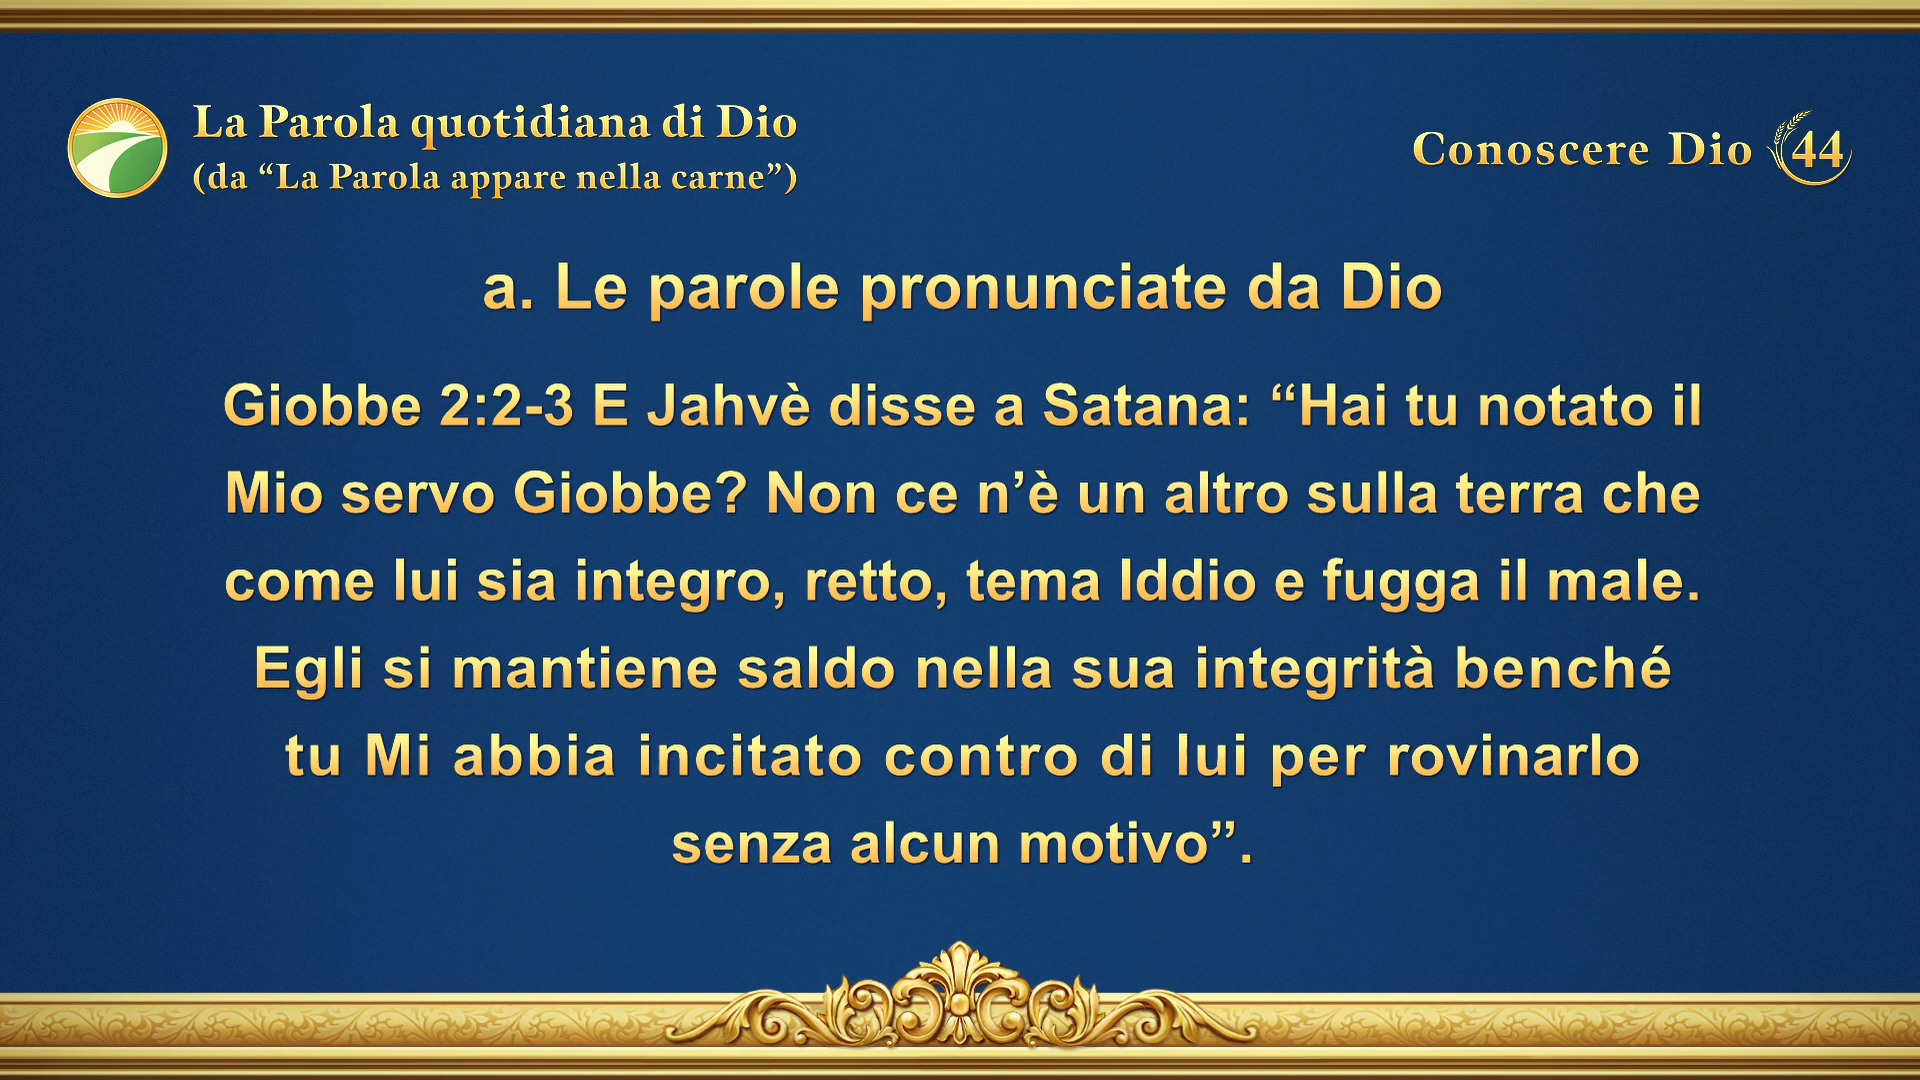 La Parola quotidiana di Dio
(da “La Parola appare nella carne”)
Conoscere Dio 44
a. Le parole pronunciate da Dio
Giobbe 2:2-3 E Jahvè disse a Satana: “Hai tu notato il
Mio servo Giobbe? Non ce n’è un altro sulla terra che
come lui sia integro, retto, tema Iddio e fugga il male.
Egli si mantiene saldo nella sua integrità benché
tu Mi abbia incitato contro di lui per rovinarlo
senza alcun motivo”.